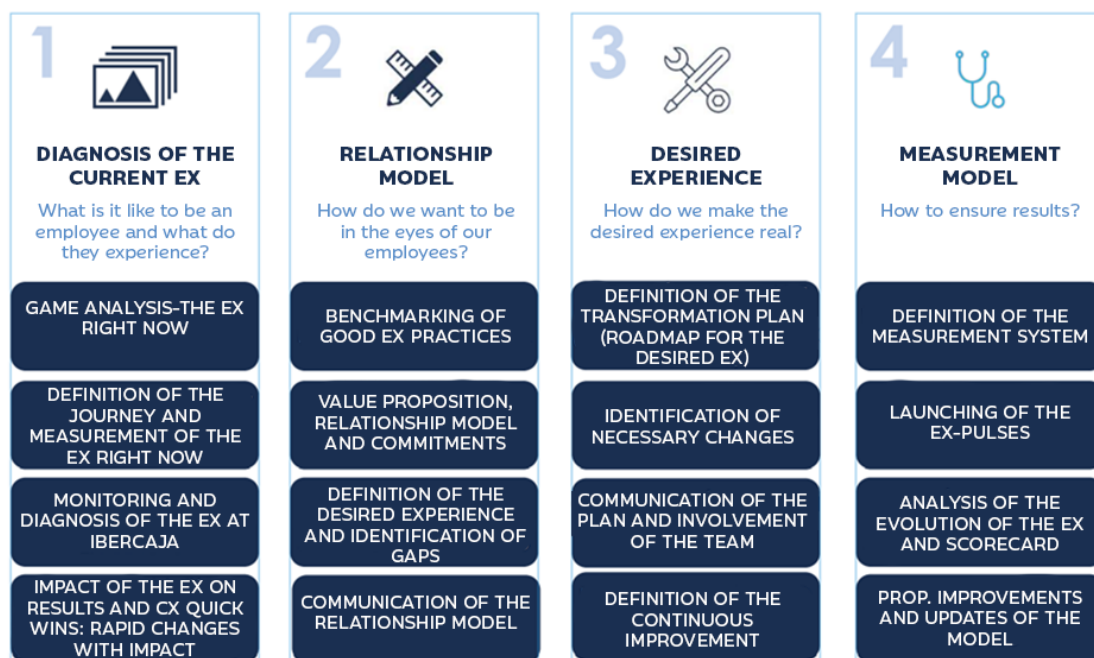 1
DIAGNOSIS OF THE
CURRENT EX
What is it like to be an
employee and what do
they experience?
GAME ANALYSIS-THE EX
RIGHT NOW
DEFINITION OF THE
JOURNEY AND
MEASUREMENT OF THE
EX RIGHT NOW
MONITORING AND
DIAGNOSIS OF THE EX AT
IBERCAJA
IMPACT OF THE EX ON
RESULTS AND CX QUICK
WINS: RAPID CHANGES
WITH IMPACT
2
RELATIONSHIP
MODEL
How do we want to be
in the eyes of our
employees?
BENCHMARKING OF
GOOD EX PRACTICES
VALUE PROPOSITION,
RELATIONSHIP MODEL
AND COMMITMENTS
DEFINITION OF THE
DESIRED EXPERIENCE
AND IDENTIFICATION OF
GAPS
COMMUNICATION OF THE
RELATIONSHIP MODEL
3
DESIRED
EXPERIENCE
How do we make the
desired experience real?
DEFINITION OF THE
TRANSFORMATION PLAN
(ROADMAP FOR THE
DESIRED EX)
IDENTIFICATION OF
NECESSARY CHANGES
COMMUNICATION OF THE
PLAN AND INVOLVEMENT
OF THE TEAM
DEFINITION OF THE
CONTINUOUS
IMPROVEMENT
4
MEASUREMENT
MODEL
How to ensure results?
DEFINITION OF THE
MEASUREMENT SYSTEM
LAUNCHING OF THE
EX-PULSES
ANALYSIS OF THE
EVOLUTION OF THE EX
AND SCORECARD
PROP. IMPROVEMENTS
AND UPDATES OF THE
MODEL